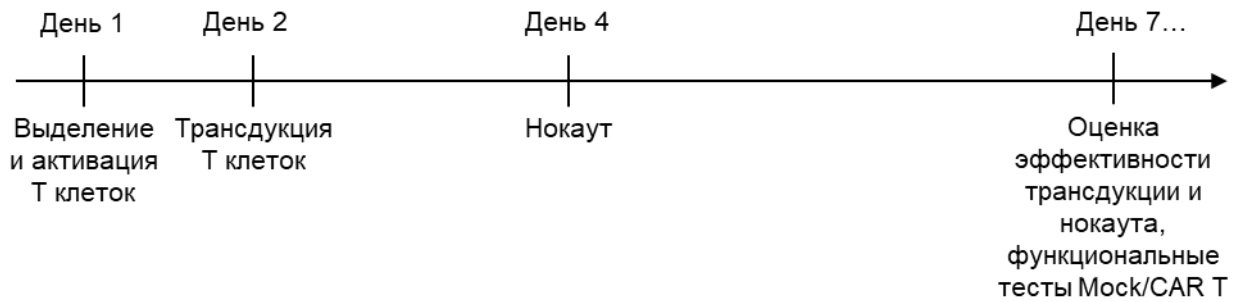 День 1
День 2
День 4
День 7…
Выделение
и активация
Т клеток
Трансдукция
Т клеток
Нокаут
Оценка
эффективности
трансдукции и
нокаута,
функциональные
тесты Mock/CAR T